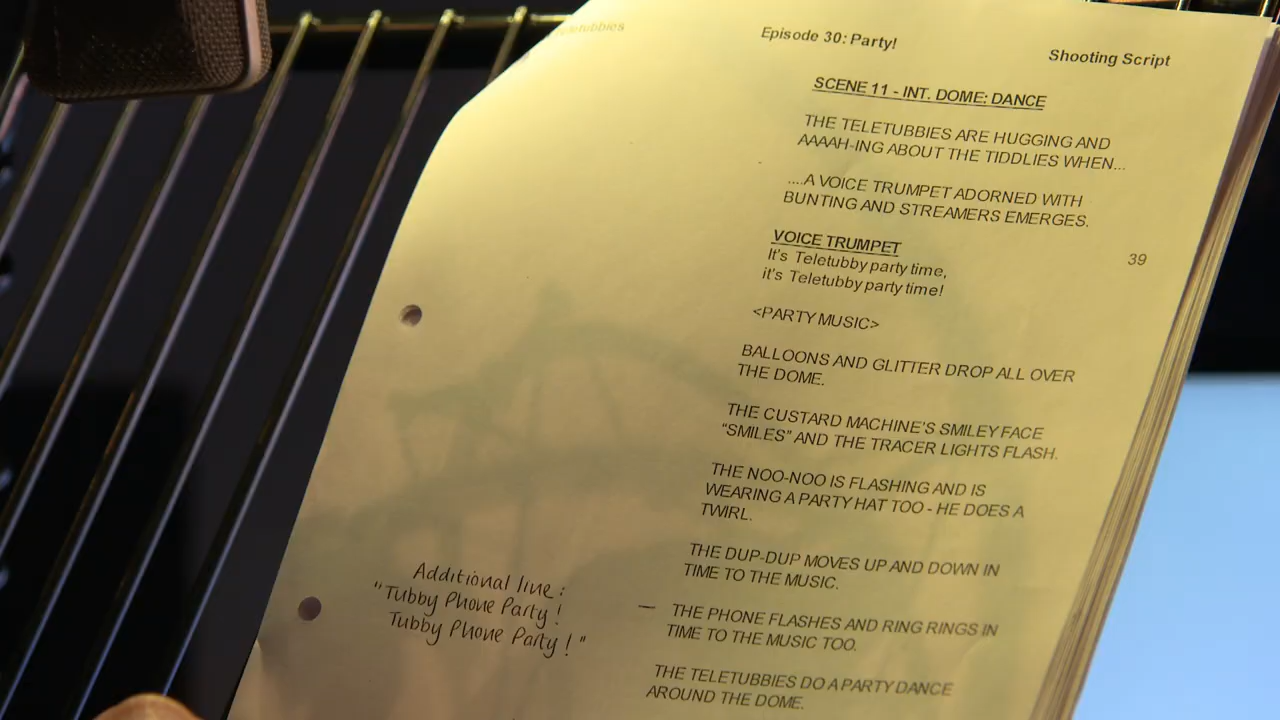 Episode 30: Party!
Shooting Script
SCENE 11 - INT. DOME: DANCE
THE TELETUBBIES ARE HUGGING AND
AAAAH-ING ABOUT THE TIDDLIES WHEN...
....A VOICE TRUMPET ADORNED WITH
BUNTING AND STREAMERS EMERGES.
VOICE TRUMPET
It's Teletubby party time,
39
it's Teletubby party time!
<PARTY MUSIC>
BALLOONS AND GLITTER DROP ALL OVER
THE DOME.
THE CUSTARD MACHINE'S SMILEY FACE
“SMILES” AND THE TRACER LIGHTS FLASH.
THE NOO-NOO IS FLASHING AND IS
WEARING A PARTY HAT TOO - HE DOES A
TWIRL.
THE DUP-DUP MOVES UP AND DOWN IN
TIME TO THE MUSIC.
Additional line:
"Tubby Phone Party!
Tubby Phone Party!"
— THE PHONE FLASHES AND RING RINGS IN
TIME TO THE MUSIC TOO.
THE TELETUBBIES DO A PARTY DANCE
AROUND THE DOME.